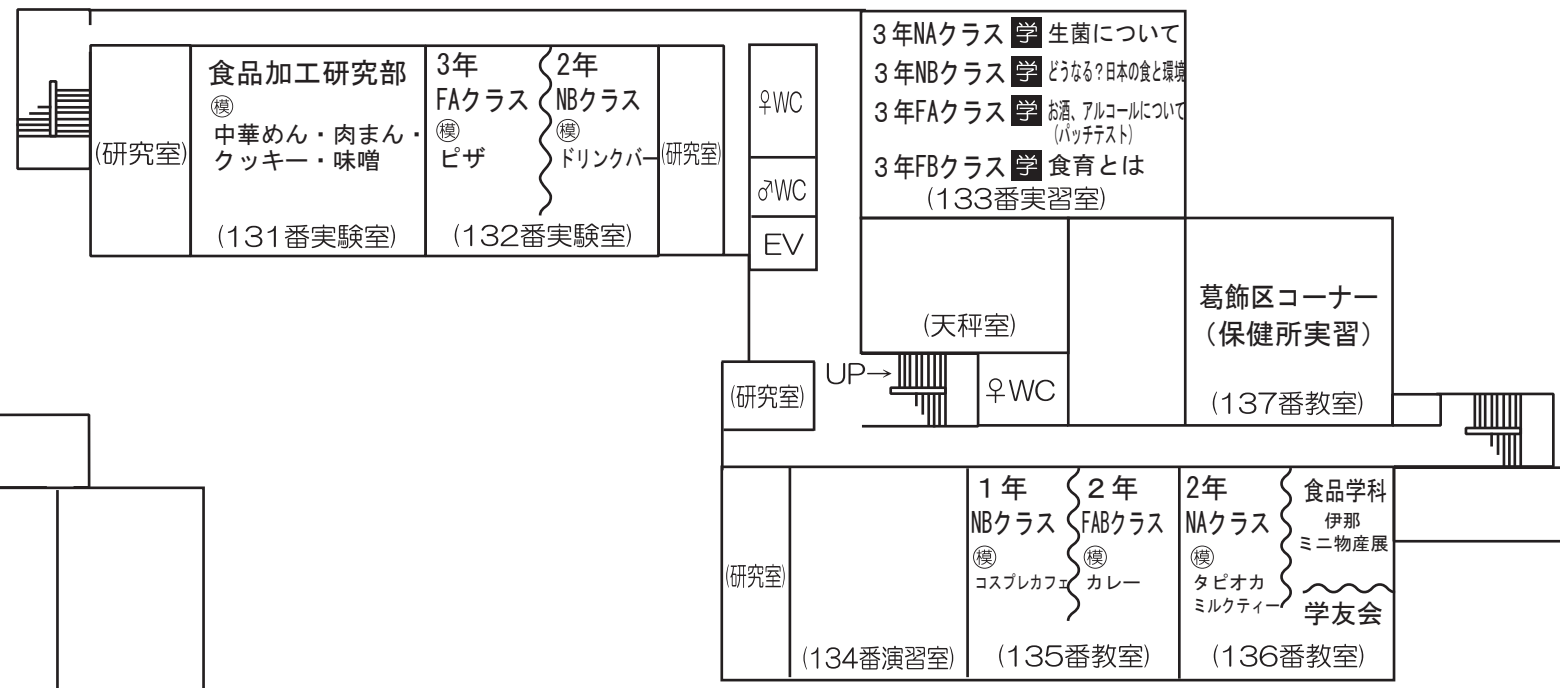 (研究室)
食品加工研究部
模
中華めん・肉まん・
クッキー・味噌
(131番実験室)
3年
FAクラス
模
ピザ
2年
NBクラス
模
ドリンクバー
(132番実験室)
(研究室)
♀WC
♂WC
EV
3年NAクラス 学 生菌について
3年NBクラス 学 どうなる？日本の食と環境
3年FAクラス 学 お酒、アルコールについて
(パッチテスト)
3年FBクラス 学 食育とは
(133番実習室)
(天秤室)
葛飾区コーナー
(保健所実習)
(137番教室)
(研究室)
UP→
♀WC
(研究室)
(134番演習室)
1年
NBクラス
模
コスプレカフェ
2年
FABクラス
模
カレー
(135番教室)
2年
NAクラス
模
タピオカ
ミルクティー
食品学科
伊那
ミニ物産展
学友会
(136番教室)